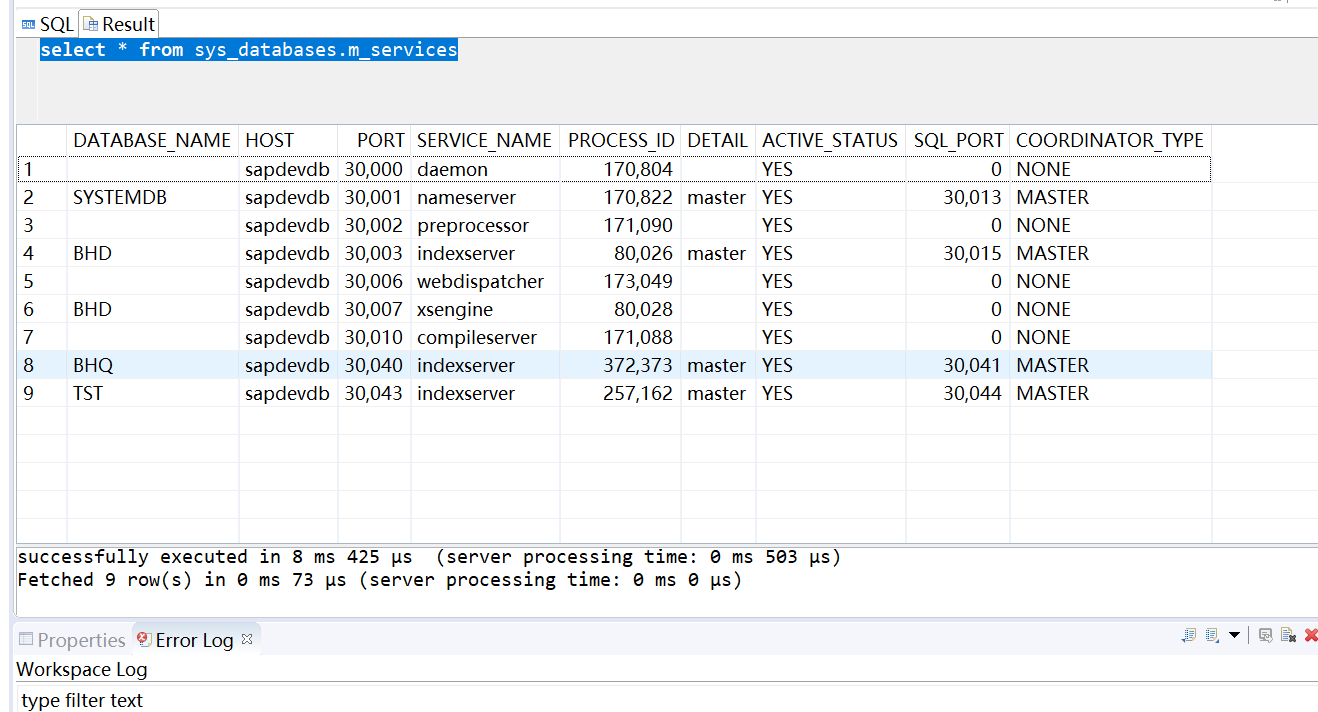 SQL Result
select * from sys_databases.m_services
DATABASE_NAME HOST PORT SERVICE_NAME PROCESS_ID DETAIL ACTIVE_STATUS SQL_PORT COORDINATOR_TYPE
1 sapdevdb 30,000 daemon 170,804 YES 0 NONE
2 SYSTEMDB sapdevdb 30,001 nameserver 170,822 master YES 30,013 MASTER
3 sapdevdb 30,002 preprocessor 171,090 YES 0 NONE
4 BHD sapdevdb 30,003 indexserver 80,026 master YES 30,015 MASTER
5 sapdevdb 30,006 webdispatcher 173,049 YES 0 NONE
6 BHD sapdevdb 30,007 xsengine 80,028 YES 0 NONE
7 sapdevdb 30,010 compileserver 171,088 YES 0 NONE
8 BHQ sapdevdb 30,040 indexserver 372,373 master YES 30,041 MASTER
9 TST sapdevdb 30,043 indexserver 257,162 master YES 30,044 MASTER
successfully executed in 8 ms 425 µs (server processing time: 0 ms 503 µs)
Fetched 9 row(s) in 0 ms 73 µs (server processing time: 0 ms 0 µs)
Properties Error Log
Workspace Log
type filter text